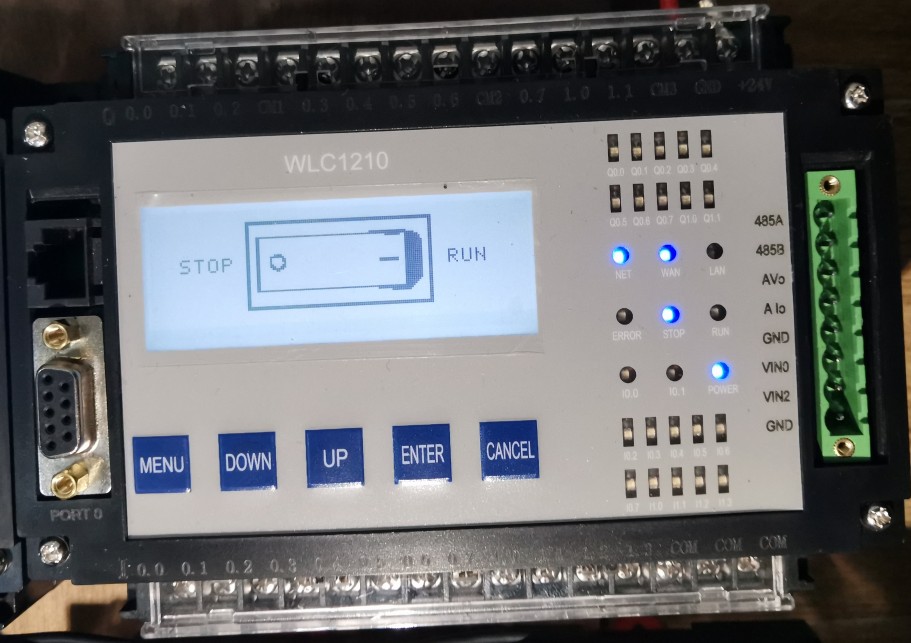 0 0.0 0.1 0.2 CM1 0.3 0.4 0.5 0.6 CM2 0.7 1.0 1.1 CM3 GND +24V
WLC1210
Q0.0 Q0.1 Q0.2 Q0.3 Q0.4
Q0.5 Q0.6 Q0.7 Q1.0 Q1.1
STOP RUN
NET WAN LAN
ERROR STOP RUN
I0.0 I0.1 POWER
I0.2 I0.3 I0.4 I0.5 I0.6
I0.7 I1.0 I1.1 I1.2 I1.3
485A
485B
AVo
A Io
GND
VIN0
VIN2
GND
MENU DOWN UP ENTER CANCEL
PORT 0
I 0.0 0.1 0.2 0.3 COM COM COM